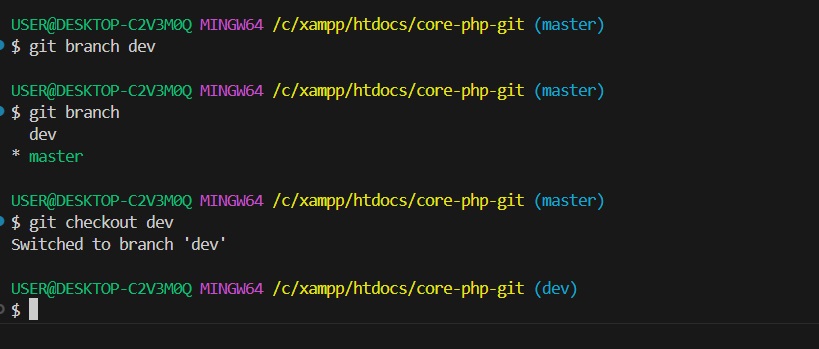 USER@DESKTOP-C2V3M0Q MINGW64 /c/xampp/htdocs/core-php-git (master)
$ git branch dev
USER@DESKTOP-C2V3M0Q MINGW64 /c/xampp/htdocs/core-php-git (master)
$ git branch
  dev
* master
USER@DESKTOP-C2V3M0Q MINGW64 /c/xampp/htdocs/core-php-git (master)
$ git checkout dev
Switched to branch 'dev'
USER@DESKTOP-C2V3M0Q MINGW64 /c/xampp/htdocs/core-php-git (dev)
$